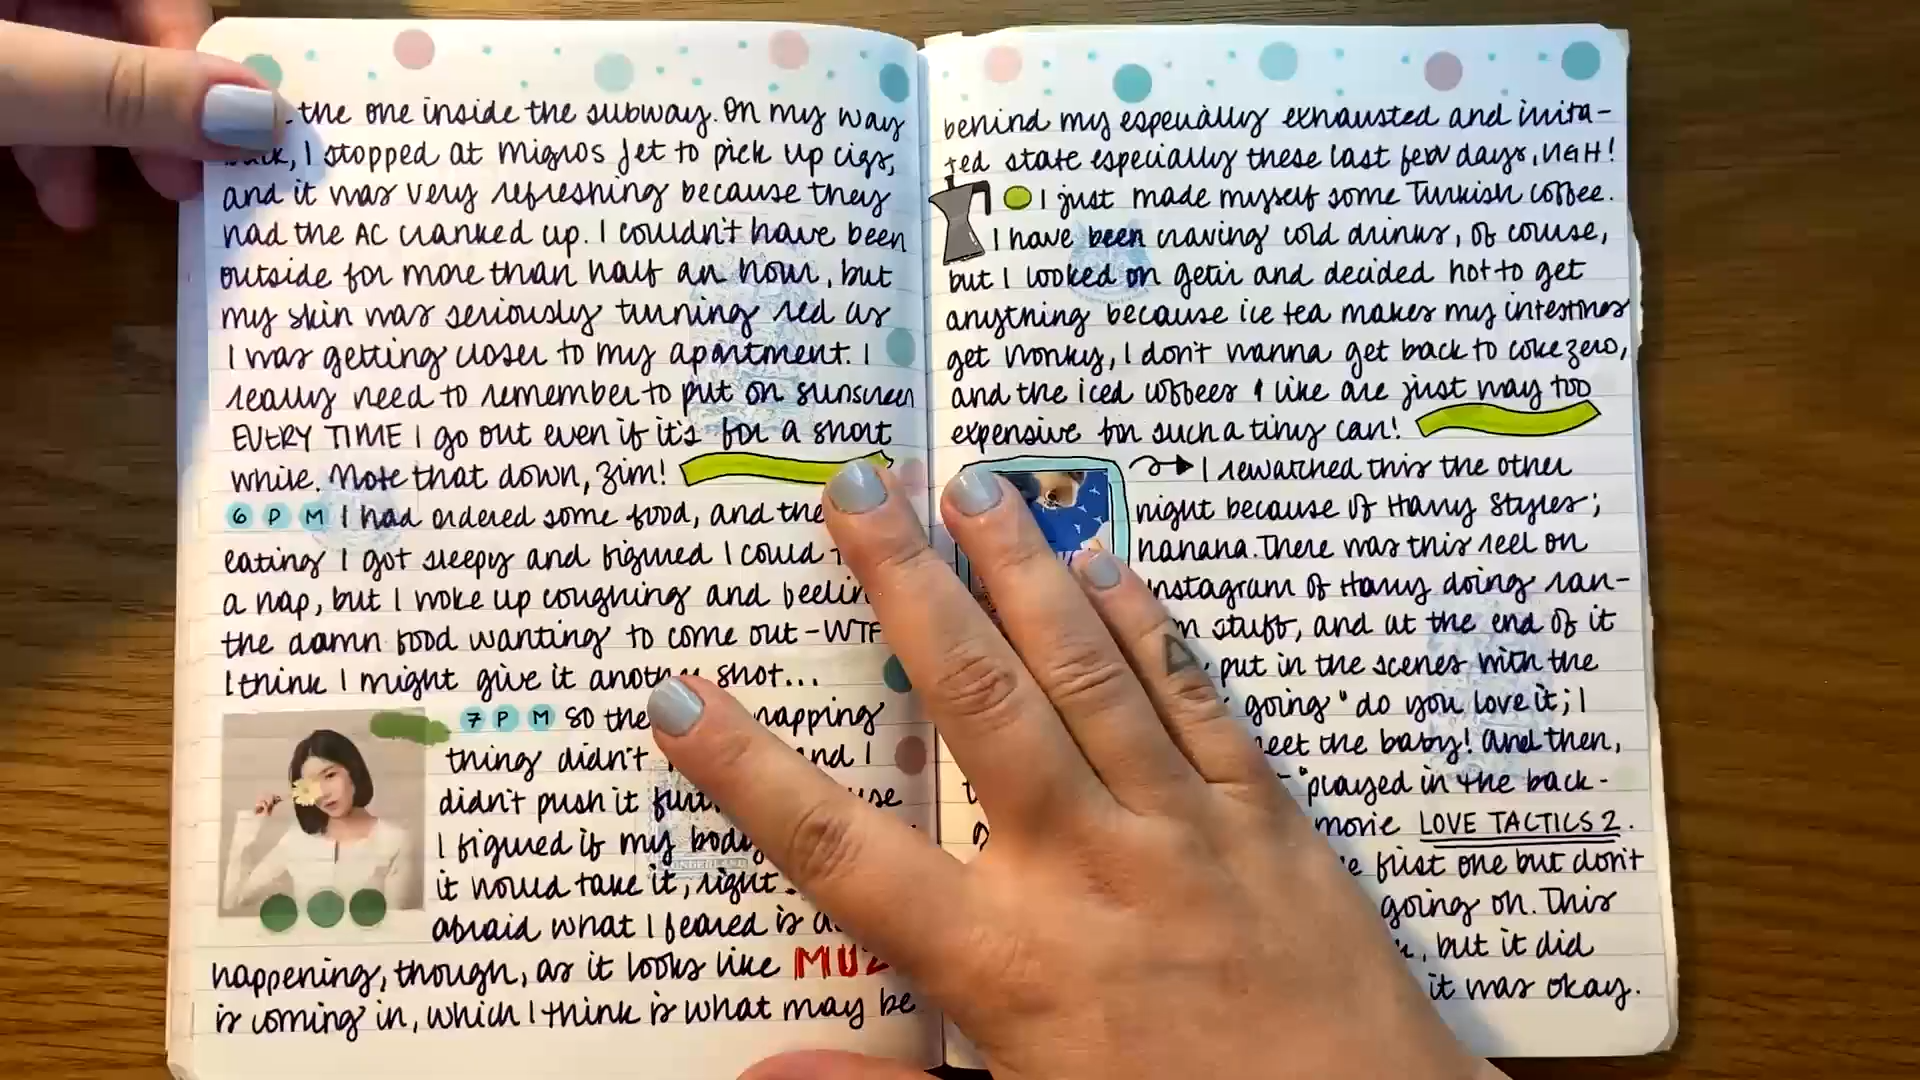 the one inside the subway. On my way
back, I stopped at Migros Jet to pick up cigs,
and it was very refreshing because they
had the AC cranked up. I couldn't have been
outside for more than half an hour, but
my skin was seriously turning red as
I was getting closer to my apartment. I
really need to remember to put on sunscreen
EVERY TIME I go out even if it's for a short
while. Note that down, Zim!
6 PM I had ordered some food, and the
eating I got sleepy and figured I could
a nap, but I woke up coughing and feelin
the damn food wanting to come out - WTF
I think I might give it another shot...
7 PM SO the napping
thing didn't and I
didn't push it
I figured if my body
it would take it, right
afraid what I feared is
happening, though, as it looks like MUZ
is coming in, which I think is what may be
behind my especially exhausted and irrita-
ted state especially these last few days, UGH!
I just made myself some Turkish coffee.
I have been craving cold drinks, of course,
but I looked on getir and decided not to get
anything because ice tea makes my intestines
get wonky, I don't wanna get back to coke zero,
and the iced coffees I like are just way too
expensive for such a tiny can!
I rewatched this the other
night because of Harry Styles;
hahaha. There was this reel on
Instagram of Harry doing ran-
m stuff, and at the end of it
put in the scenes with the
going "do you love it; I
meet the baby! And then,
" played in the back-
movie LOVE TACTICS 2.
first one but don't
going on. This
, but it did
it was okay.
WONDERLAND